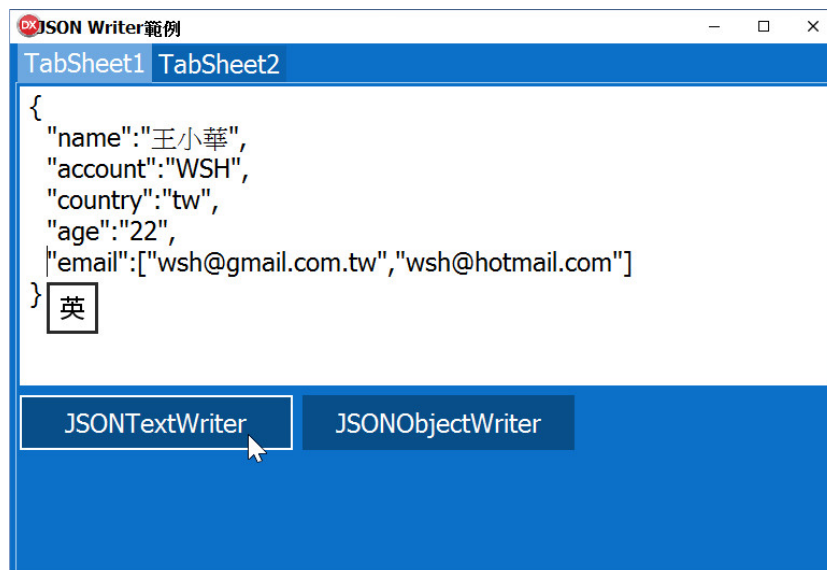 DX JSON Writer範例
TabSheet1 TabSheet2
{
"name":"王小華",
"account":"WSH",
"country":"tw",
"age":"22",
"email":["wsh@gmail.com.tw","wsh@hotmail.com"]
}
英
JSONTextWriter JSONObjectWriter